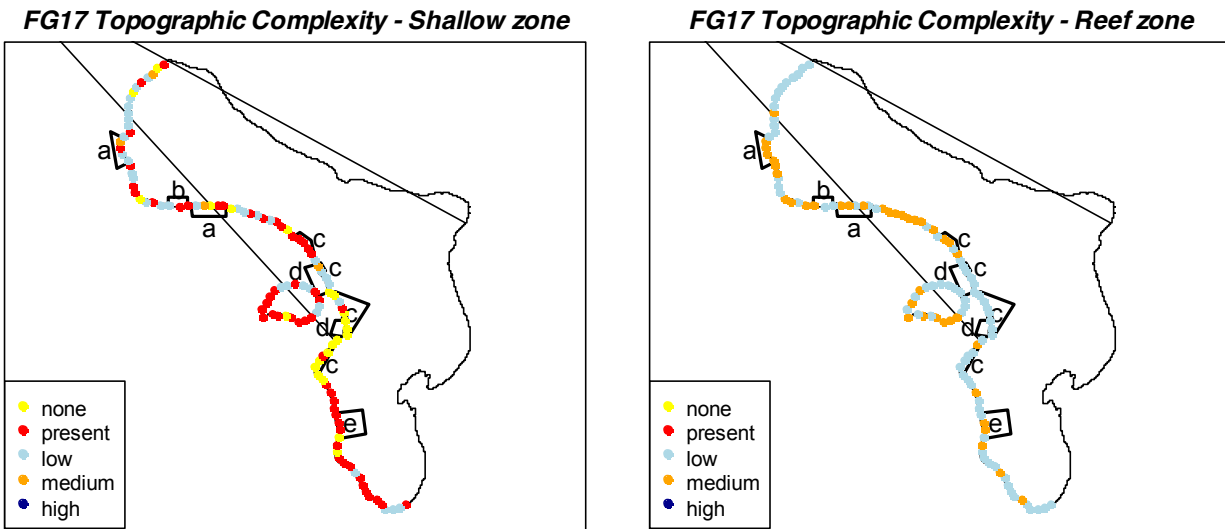 FG17 Topographic Complexity - Shallow zone
a
b
a
c
d
c
c
d
c
e
none
present
low
medium
high
FG17 Topographic Complexity - Reef zone
a
b
a
c
d
c
c
d
c
e
none
present
low
medium
high